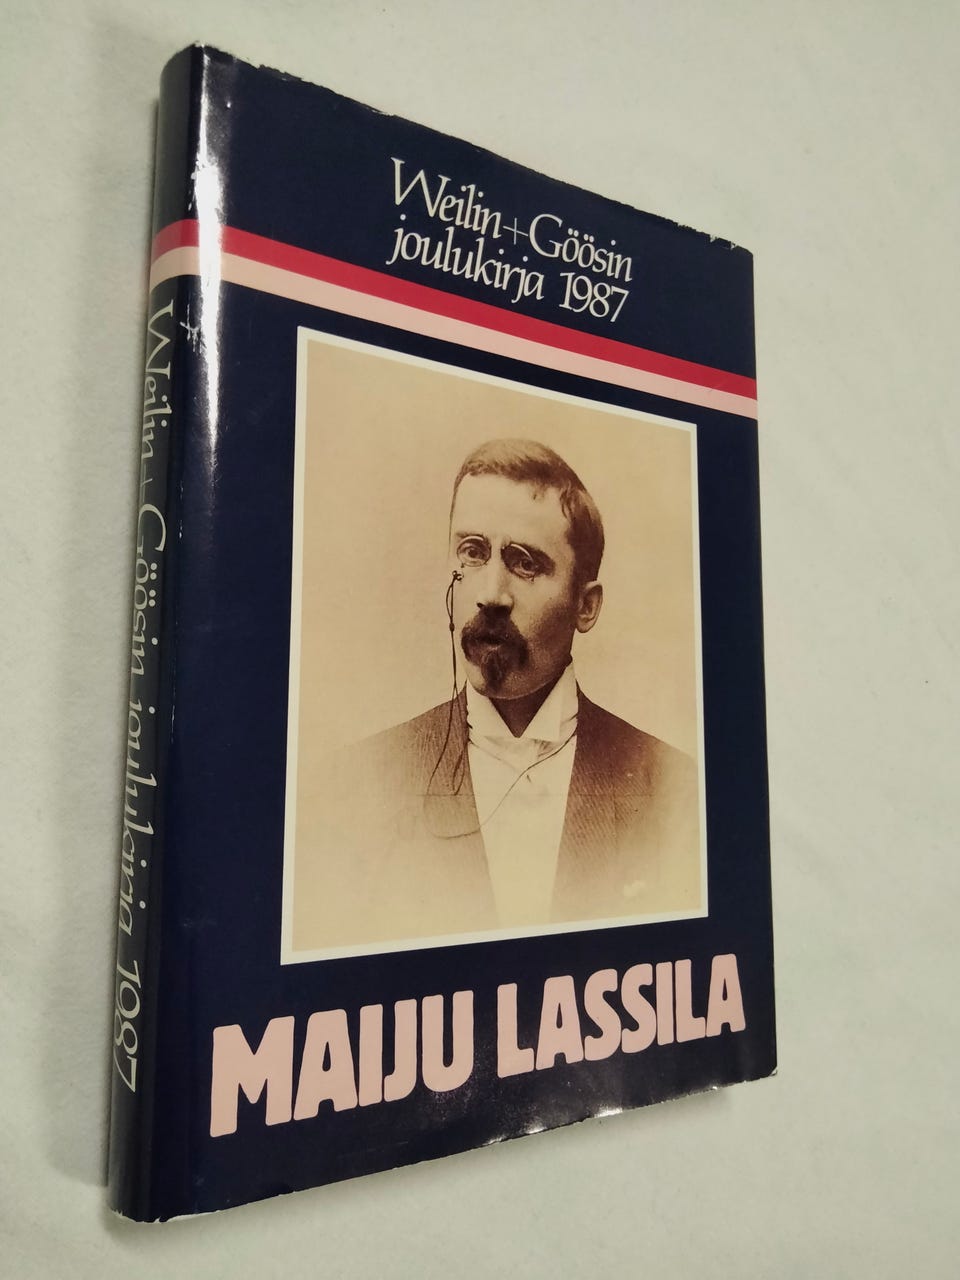 Weilin+Göösin
joulukirja 1987
MAIJU LASSILA
Weilin+Göösin joulukirja 1987